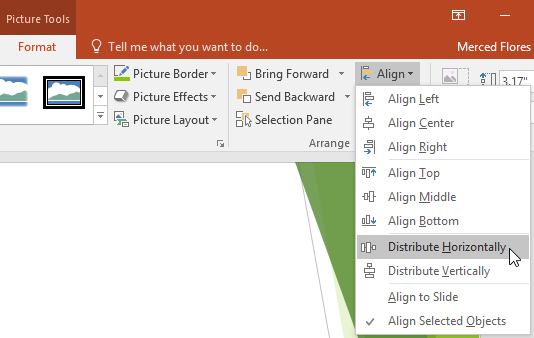 Picture Tools
Format
Tell me what you want to do...
Merced Flores
Picture Border
Picture Effects
Picture Layout
Bring Forward
Send Backward
Selection Pane
Align
Arrange
3.17"
Align Left
Align Center
Align Right
Align Top
Align Middle
Align Bottom
Distribute Horizontally
Distribute Vertically
Align to Slide
Align Selected Objects